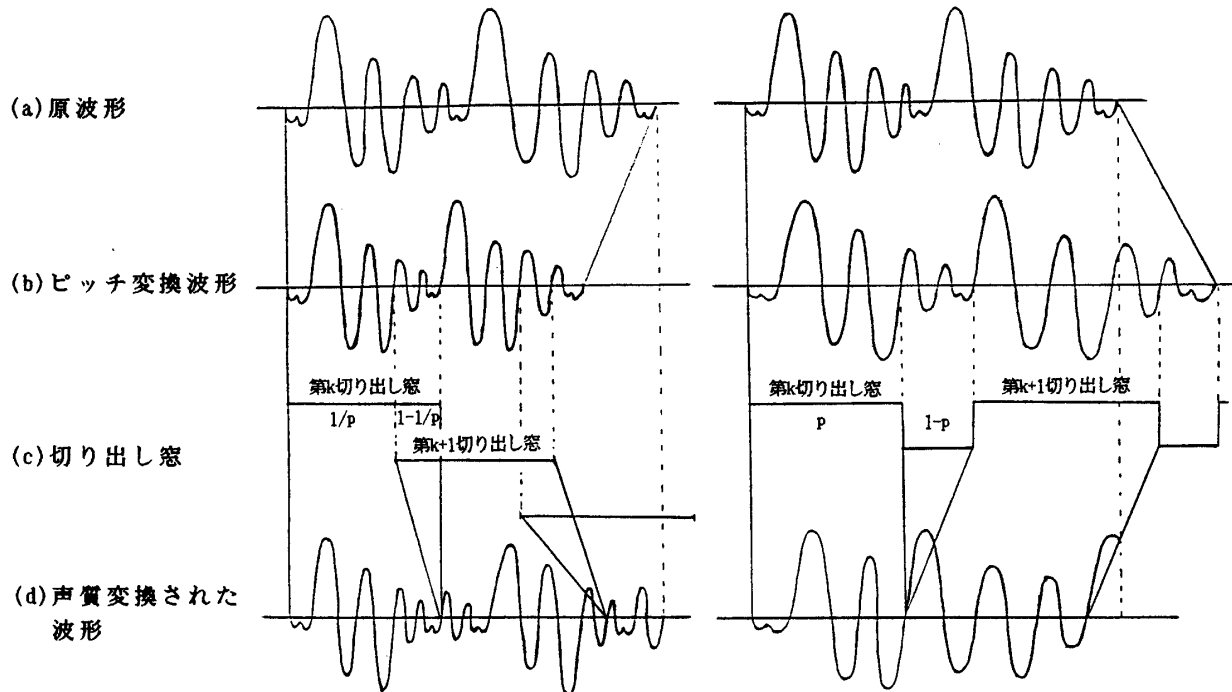 (a)原波形
(b)ピッチ変換波形
第k切り出し窓
1/p
1-1/p
第k+1切り出し窓
第k切り出し窓
p
1-p
第k+1切り出し窓
(c)切り出し窓
(d)声質変換された
波形